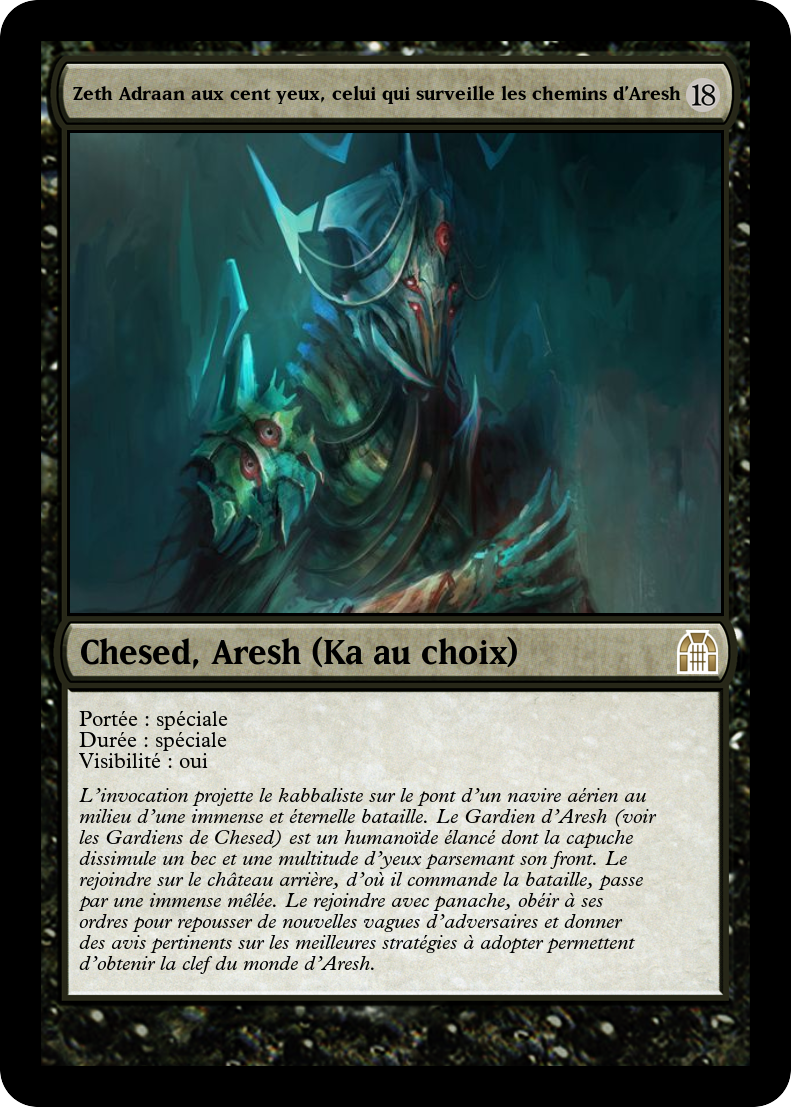 Zeth Adraan aux cent yeux, celui qui surveille les chemins d'Aresh 18
Chesed, Aresh (Ka au choix)
Portée : spéciale
Durée : spéciale
Visibilité : oui
L'invocation projette le kabbaliste sur le pont d'un navire aérien au
milieu d'une immense et éternelle bataille. Le Gardien d'Aresh (voir
les Gardiens de Chesed) est un humanoïde élancé dont la capuche
dissimule un bec et une multitude d'yeux parsemant son front. Le
rejoindre sur le château arrière, d'où il commande la bataille, passe
par une immense mêlée. Le rejoindre avec panache, obéir à ses
ordres pour repousser de nouvelles vagues d'adversaires et donner
des avis pertinents sur les meilleures stratégies à adopter permettent
d'obtenir la clef du monde d'Aresh.